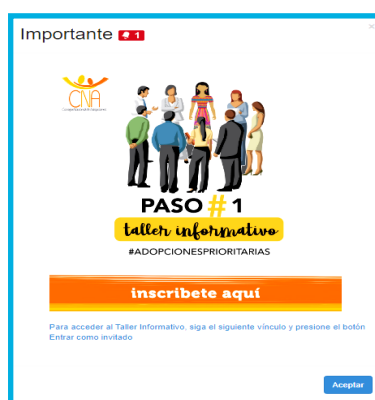 Importante 1
×
CNA
PASO # 1
taller informativo
#ADOPCIONESPRIORITARIAS
inscribete aquí
Para acceder al Taller Informativo, siga el siguiente vínculo y presione el botón
Entrar como invitado
Aceptar